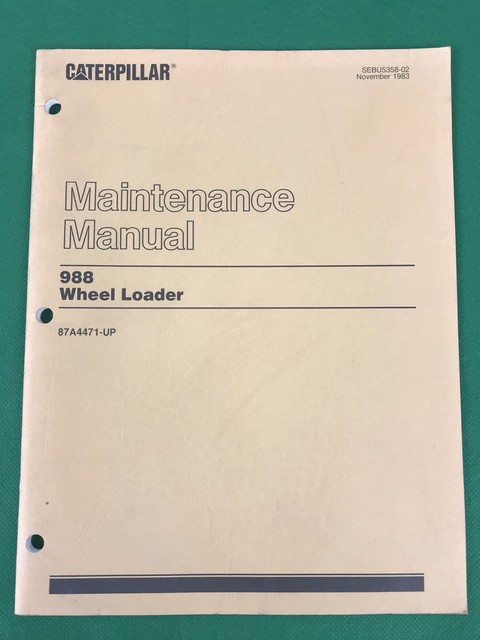 CATERPILLAR®
SEBU5358-02
November 1983
Maintenance
Manual
988
Wheel Loader
87A4471-UP